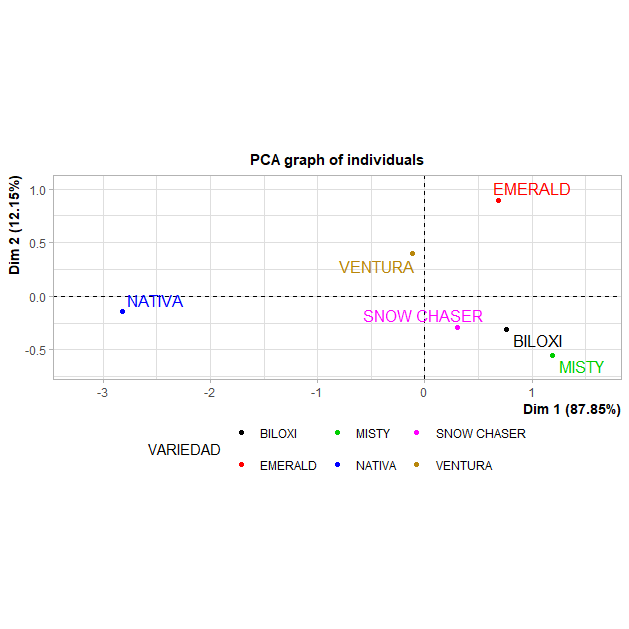 PCA graph of individuals
Dim 2 (12.15%)
1.0
0.5
0.0
-0.5
EMERALD
VENTURA
NATIVA
SNOW CHASER
BILOXI
MISTY
-3 -2 -1 0 1
Dim 1 (87.85%)
VARIEDAD
BILOXI MISTY SNOW CHASER
EMERALD NATIVA VENTURA